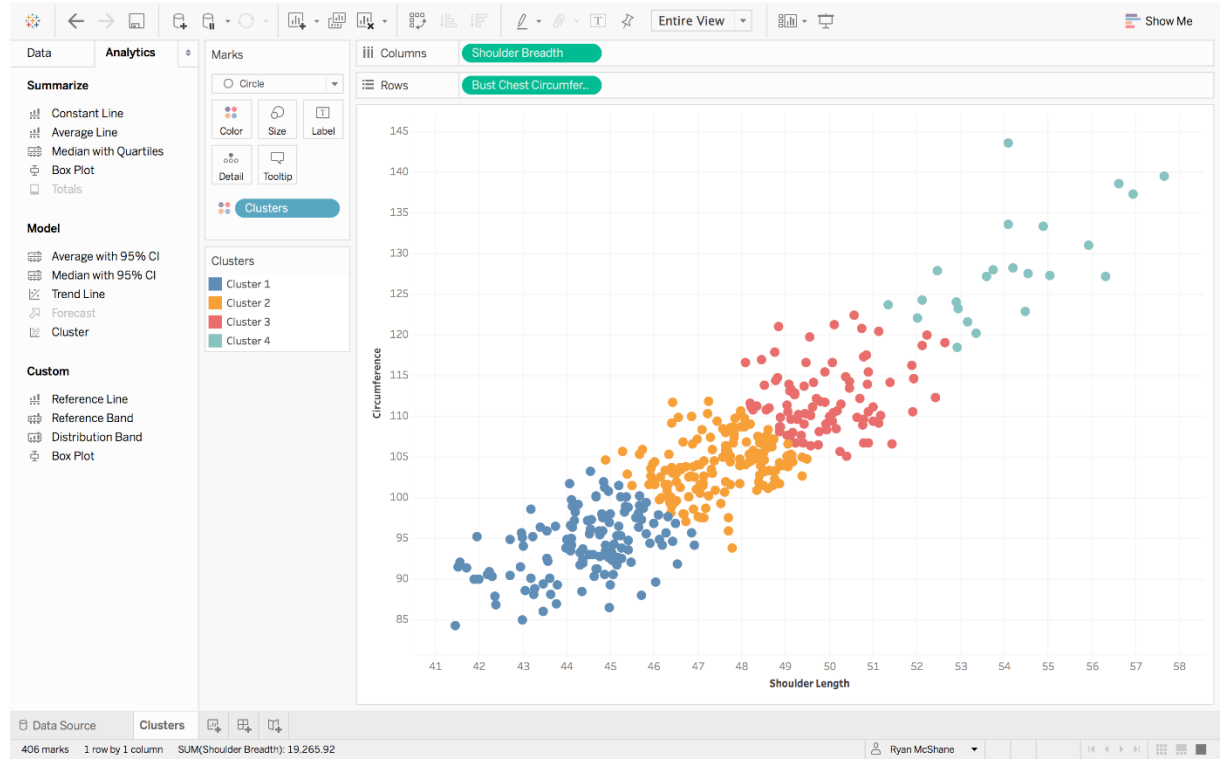 Entire View
Show Me
Data
Analytics
Summarize
Constant Line
Average Line
Median with Quartiles
Box Plot
Totals
Model
Average with 95% CI
Median with 95% CI
Trend Line
Forecast
Cluster
Custom
Reference Line
Reference Band
Distribution Band
Box Plot
Marks
Circle
Color
Size
T
Label
Detail
Tooltip
Clusters
Clusters
Cluster 1
Cluster 2
Cluster 3
Cluster 4
Columns
Shoulder Breadth
Rows
Bust Chest Circumfer..
145
140
135
130
125
120
115
110
105
100
95
90
85
Circumference
41 42 43 44 45 46 47 48 49 50 51 52 53 54 55 56 57 58
Shoulder Length
Data Source
Clusters
406 marks 1 row by 1 column SUM(Shoulder Breadth): 19,265.92
Ryan McShane